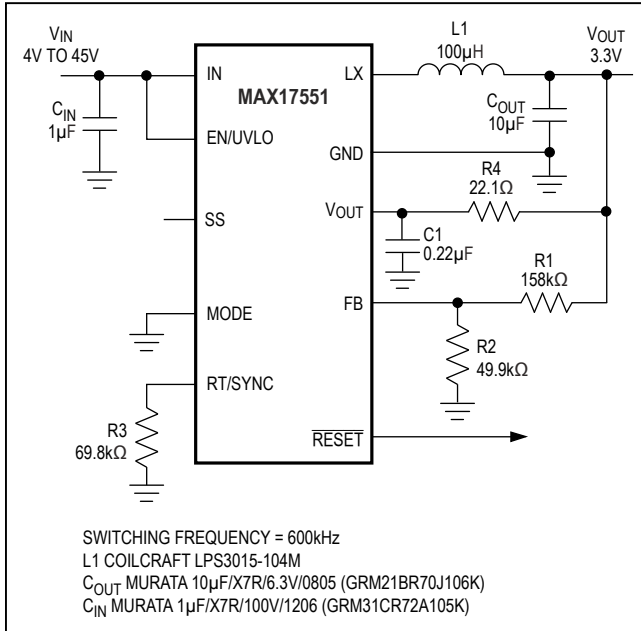 VIN
4V TO 45V
CIN
1µF
IN
EN/UVLO
SS
MODE
RT/SYNC
R3
69.8kΩ
MAX17551
LX
GND
VOUT
FB
RESET
L1
100µH
VOUT
3.3V
COUT
10µF
R4
22.1Ω
C1
0.22µF
R1
158kΩ
R2
49.9kΩ
SWITCHING FREQUENCY = 600kHz
L1 COILCRAFT LPS3015-104M
COUT MURATA 10µF/X7R/6.3V/0805 (GRM21BR70J106K)
CIN MURATA 1µF/X7R/100V/1206 (GRM31CR72A105K)